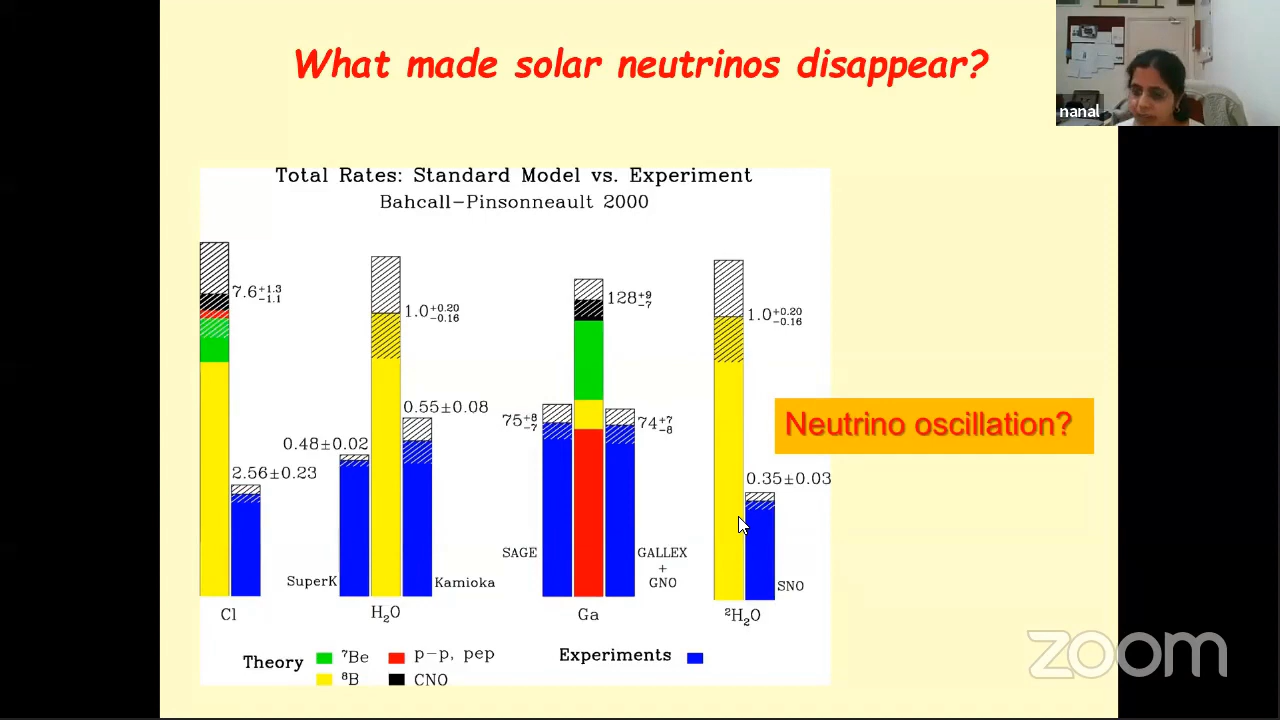 What made solar neutrinos disappear?
nanal
Total Rates: Standard Model vs. Experiment
Bahcall–Pinsonneault 2000
7.6+1.3−1.1
1.0+0.20−0.16
128+9−7
1.0+0.20−0.16
0.55±0.08
75+8−7
74+7−8
Neutrino oscillation?
0.48±0.02
2.56±0.23
0.35±0.03
SAGE
GALLEX
+
GNO
SuperK
Kamioka
SNO
Cl
H2O
Ga
2H2O
Theory
7Be
p–p, pep
Experiments
8B
CNO
zoom